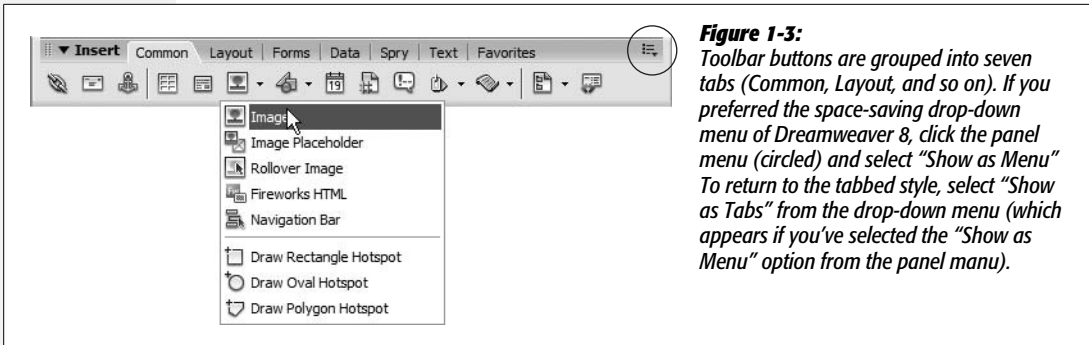 Insert Common Layout Forms Data Spry Text Favorites
19
Image
Image Placeholder
Rollover Image
Fireworks HTML
Navigation Bar
Draw Rectangle Hotspot
Draw Oval Hotspot
Draw Polygon Hotspot
Figure 1-3:
Toolbar buttons are grouped into seven
tabs (Common, Layout, and so on). If you
preferred the space-saving drop-down
menu of Dreamweaver 8, click the panel
menu (circled) and select “Show as Menu”
To return to the tabbed style, select “Show
as Tabs” from the drop-down menu (which
appears if you’ve selected the “Show as
Menu” option from the panel manu).